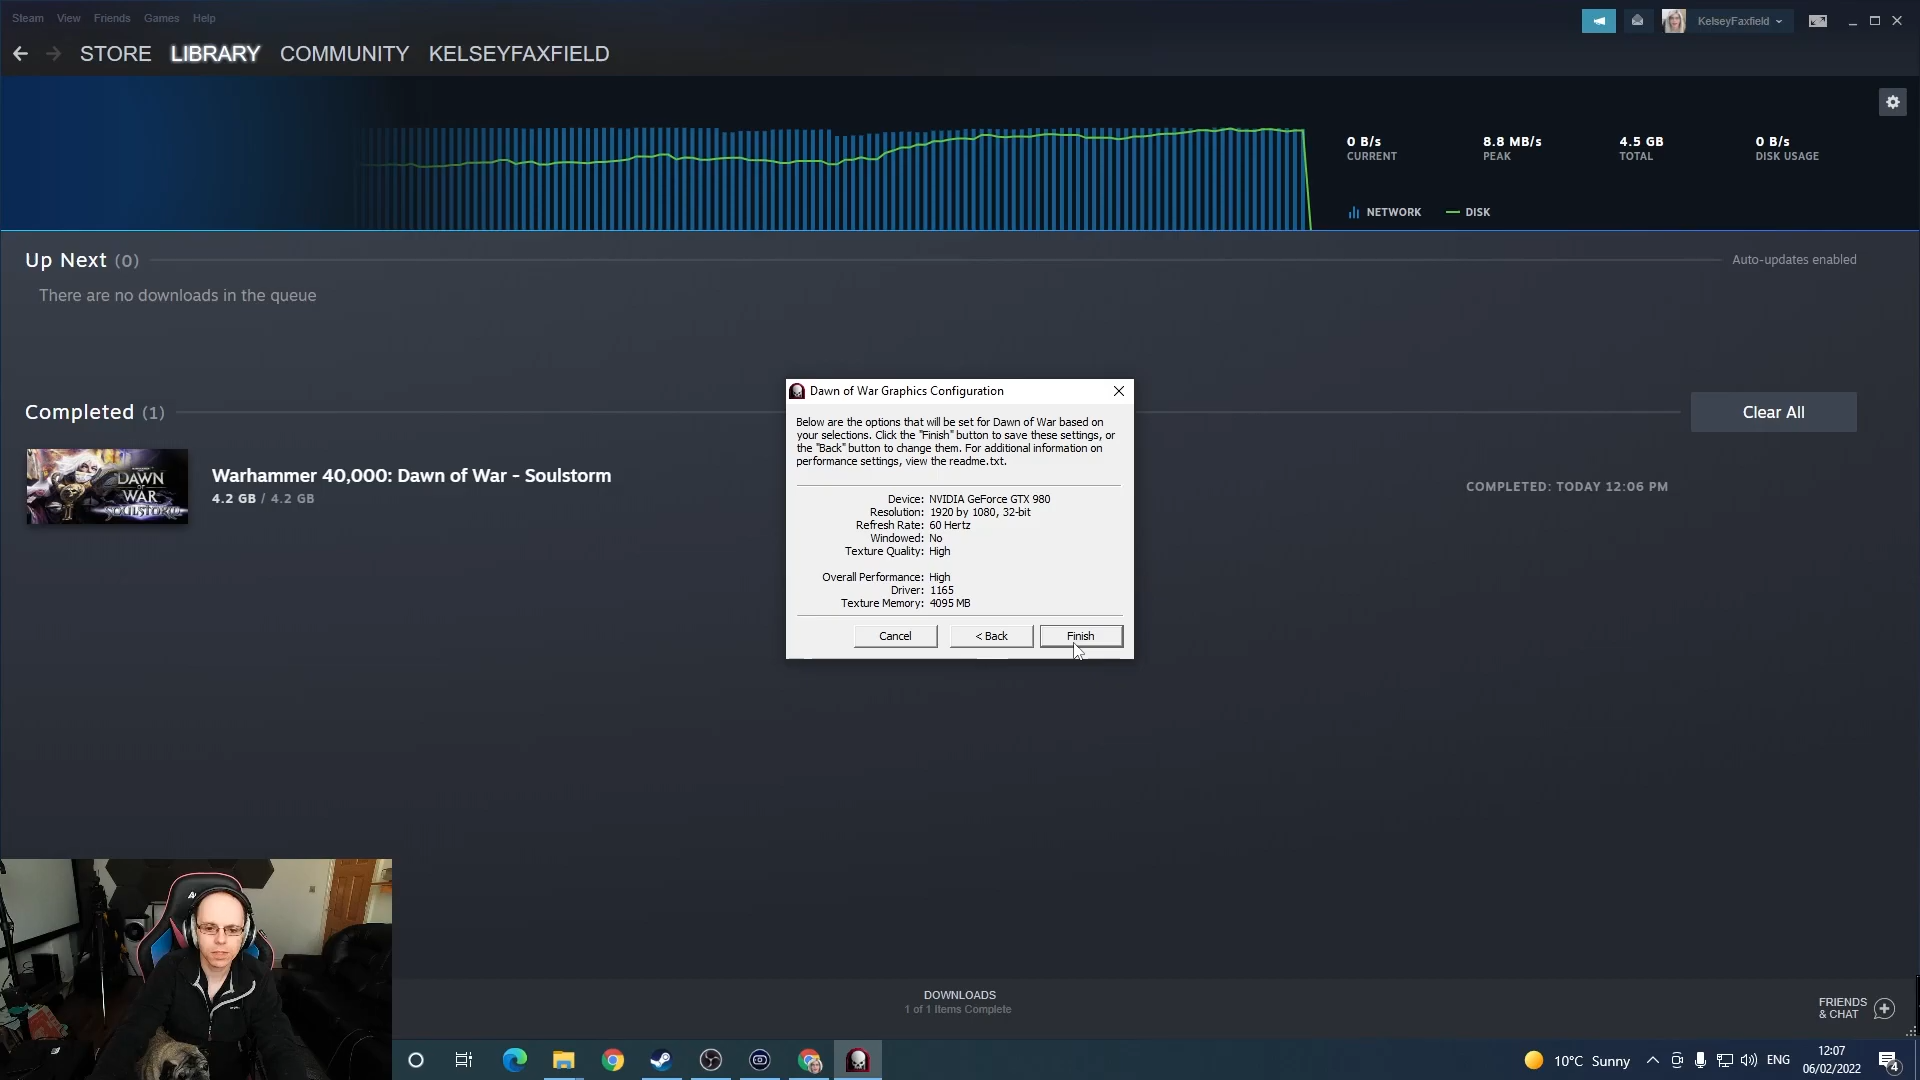 Steam View Friends Games Help
KelseyFaxfield
STORE LIBRARY COMMUNITY KELSEYFAXFIELD
0 B/s 8.8 MB/s 4.5 GB 0 B/s
CURRENT PEAK TOTAL DISK USAGE
NETWORK DISK
Up Next (0)
Auto-updates enabled
There are no downloads in the queue
Completed (1)
Clear All
DAWN
OF
WAR
SOULSTORM
Warhammer 40,000: Dawn of War - Soulstorm
4.2 GB / 4.2 GB
COMPLETED: TODAY 12:06 PM
Dawn of War Graphics Configuration
Below are the options that will be set for Dawn of War based on
your selections. Click the "Finish" button to save these settings, or
the "Back" button to change them. For additional information on
performance settings, view the readme.txt.
Device: NVIDIA GeForce GTX 980
Resolution: 1920 by 1080, 32-bit
Refresh Rate: 60 Hertz
Windowed: No
Texture Quality: High
Overall Performance: High
Driver: 1165
Texture Memory: 4095 MB
Cancel < Back Finish
DOWNLOADS
1 of 1 Items Complete
FRIENDS
& CHAT
10°C Sunny
ENG
12:07
06/02/2022
4